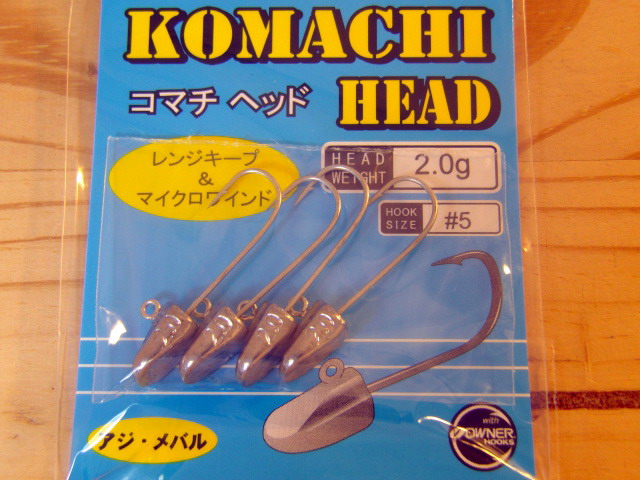 KOMACHI
コマチ ヘッド HEAD
レンジキープ
&
マイクロワインド
HEAD
WEIGHT
2.0g
HOOK
SIZE
#5
アジ・メバル
with
OWNER
HOOKS